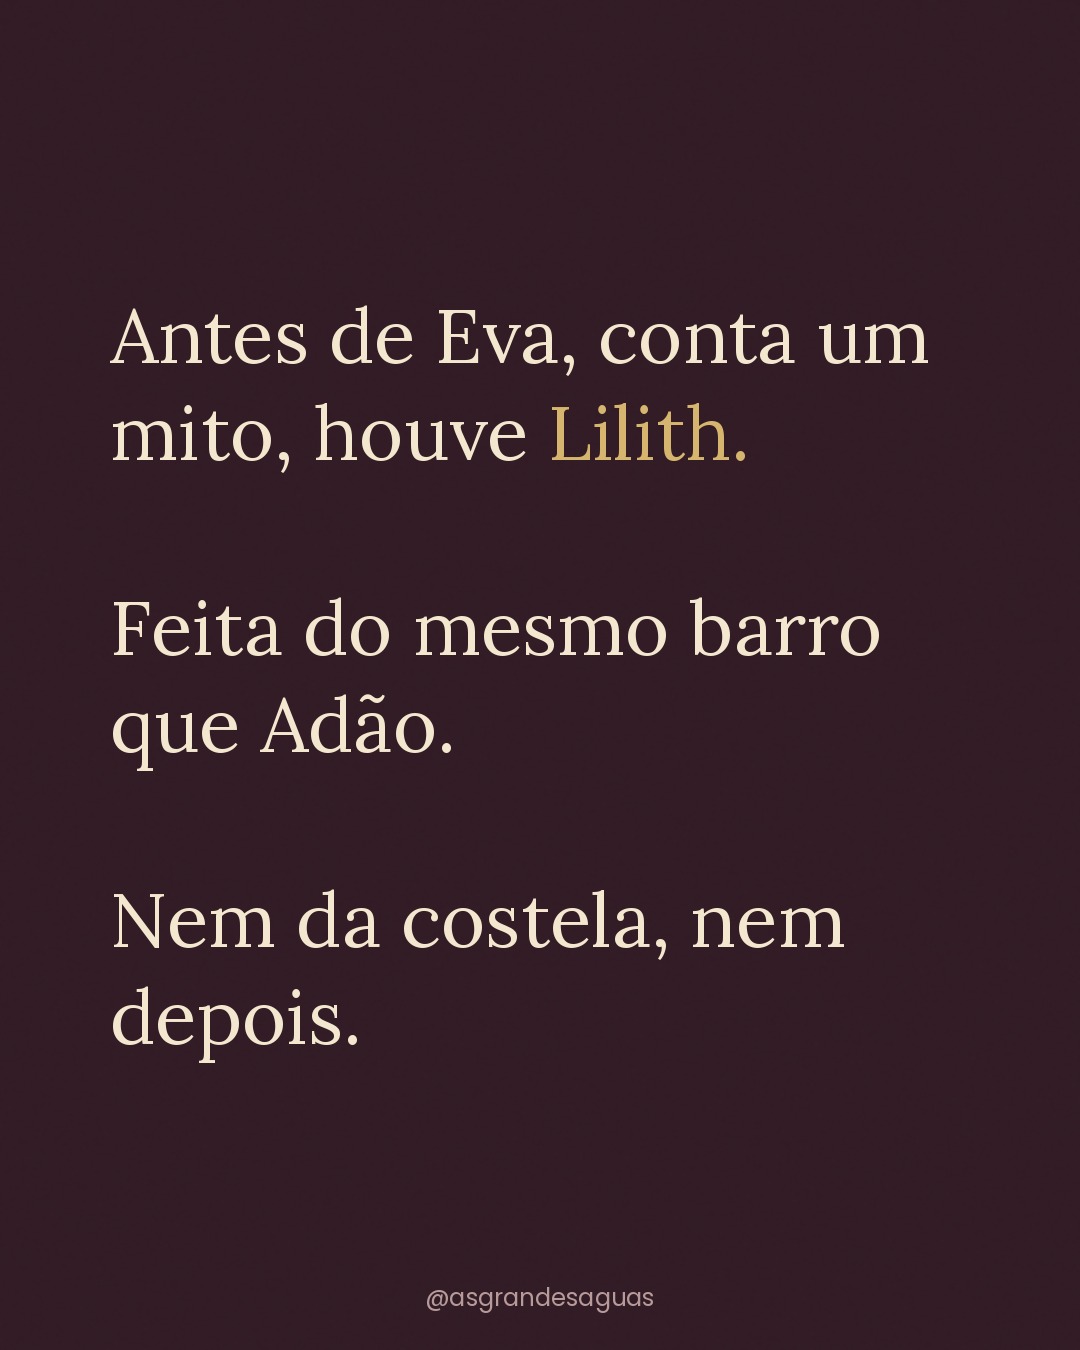 Antes de Eva, conta um
mito, houve Lilith.
Feita do mesmo barro
que Adão.
Nem da costela, nem
depois.
@asgrandesaguas